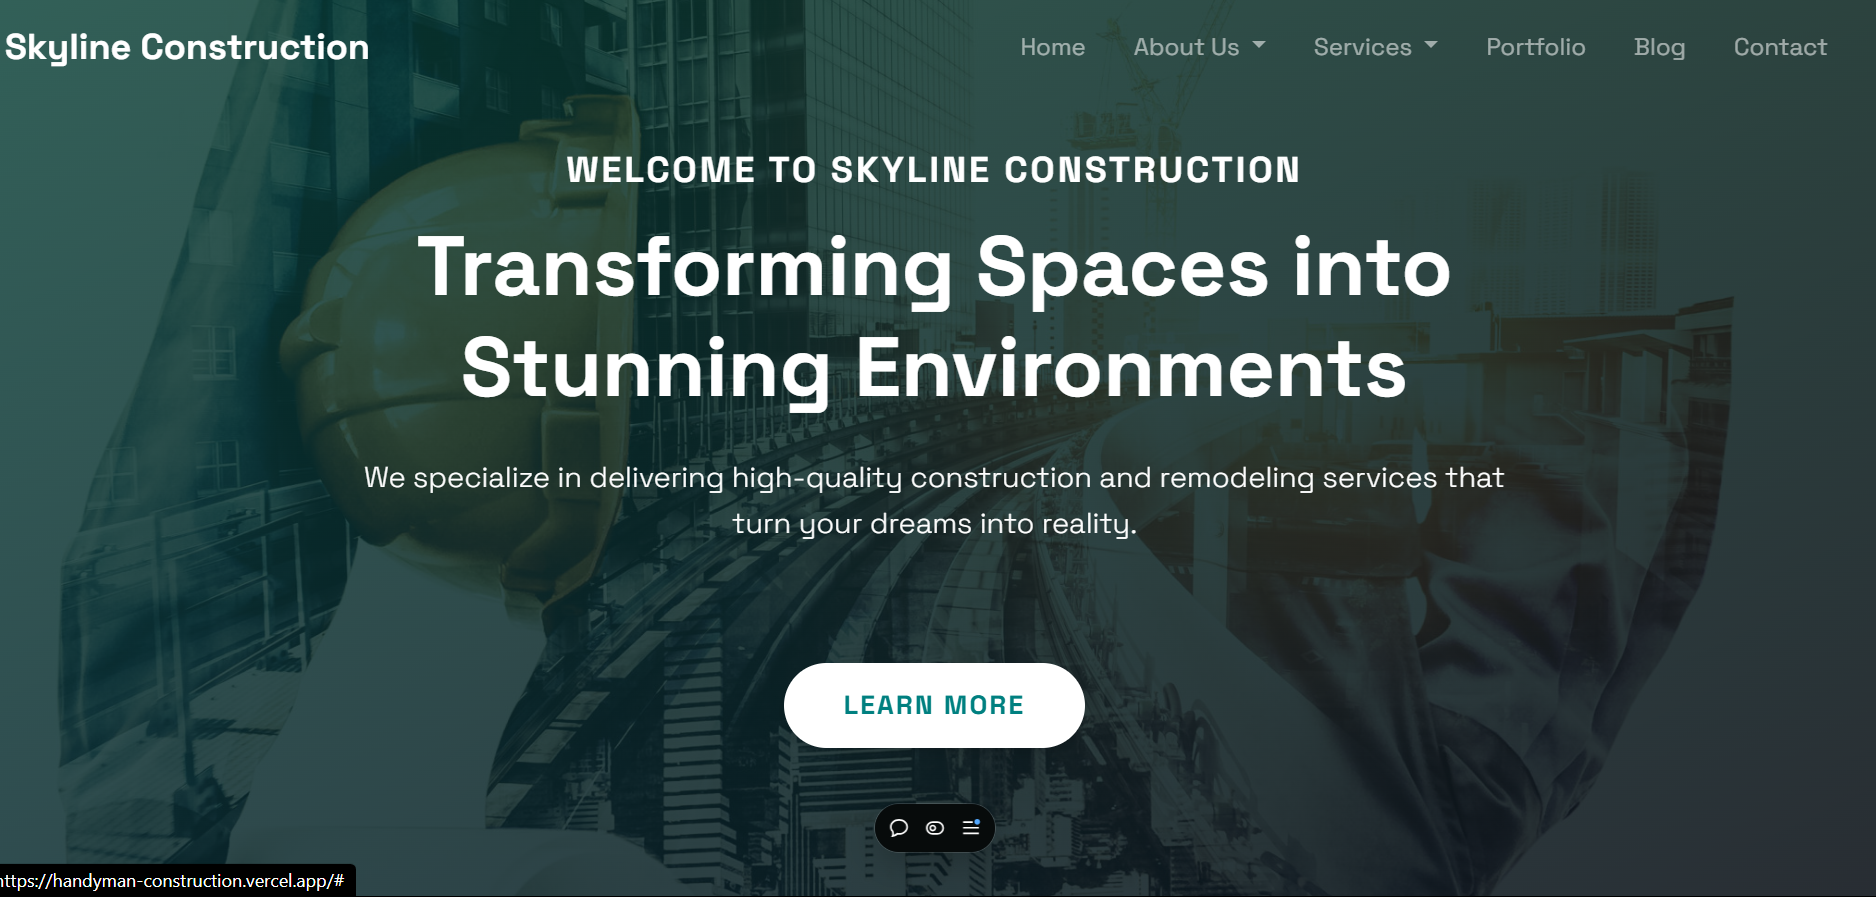 Skyline Construction
Home About Us Services Portfolio Blog Contact
WELCOME TO SKYLINE CONSTRUCTION
Transforming Spaces into
Stunning Environments
We specialize in delivering high-quality construction and remodeling services that
turn your dreams into reality.
LEARN MORE
https://handyman-construction.vercel.app/#